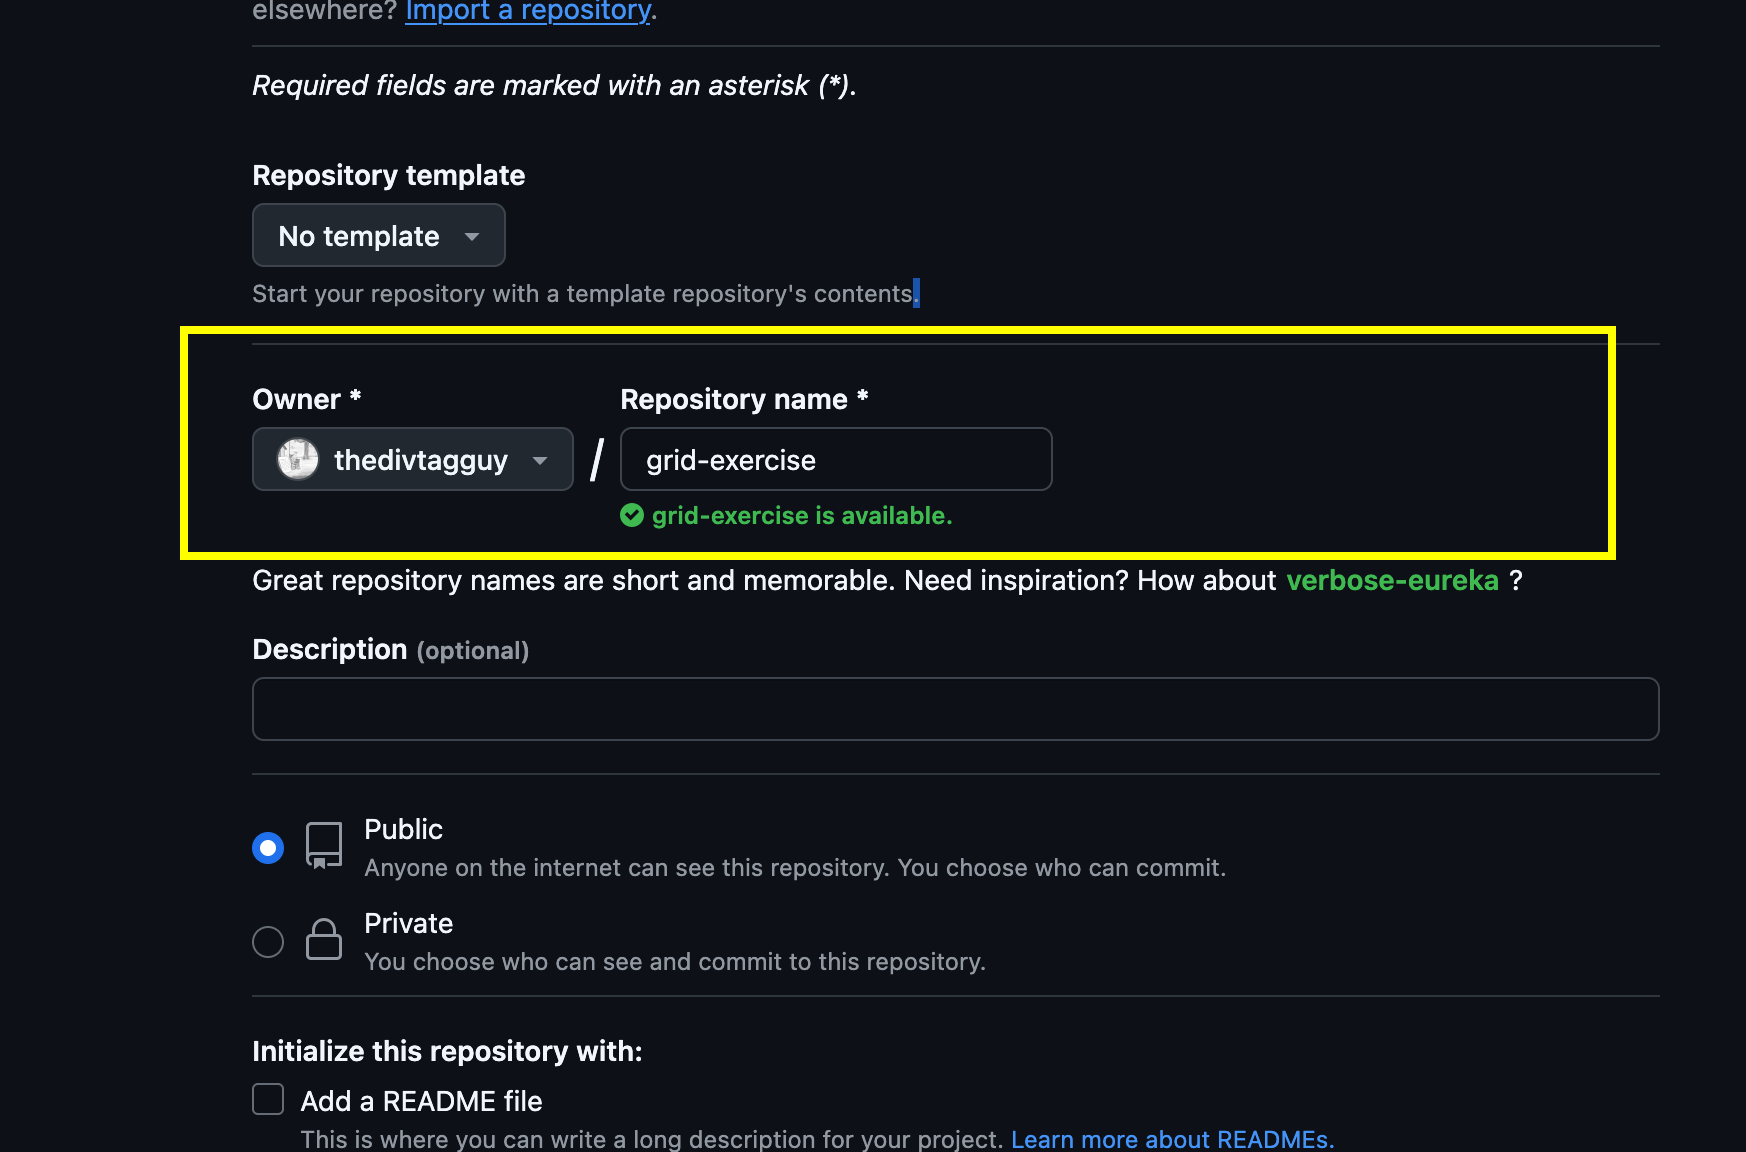 elsewhere? Import a repository.
Required fields are marked with an asterisk (*).
Repository template
No template
Start your repository with a template repository's contents.
Owner *
Repository name *
thedivtagguy
/
grid-exercise
grid-exercise is available.
Great repository names are short and memorable. Need inspiration? How about verbose-eureka ?
Description (optional)
Public
Anyone on the internet can see this repository. You choose who can commit.
Private
You choose who can see and commit to this repository.
Initialize this repository with:
Add a README file
This is where you can write a long description for your project. Learn more about READMEs.